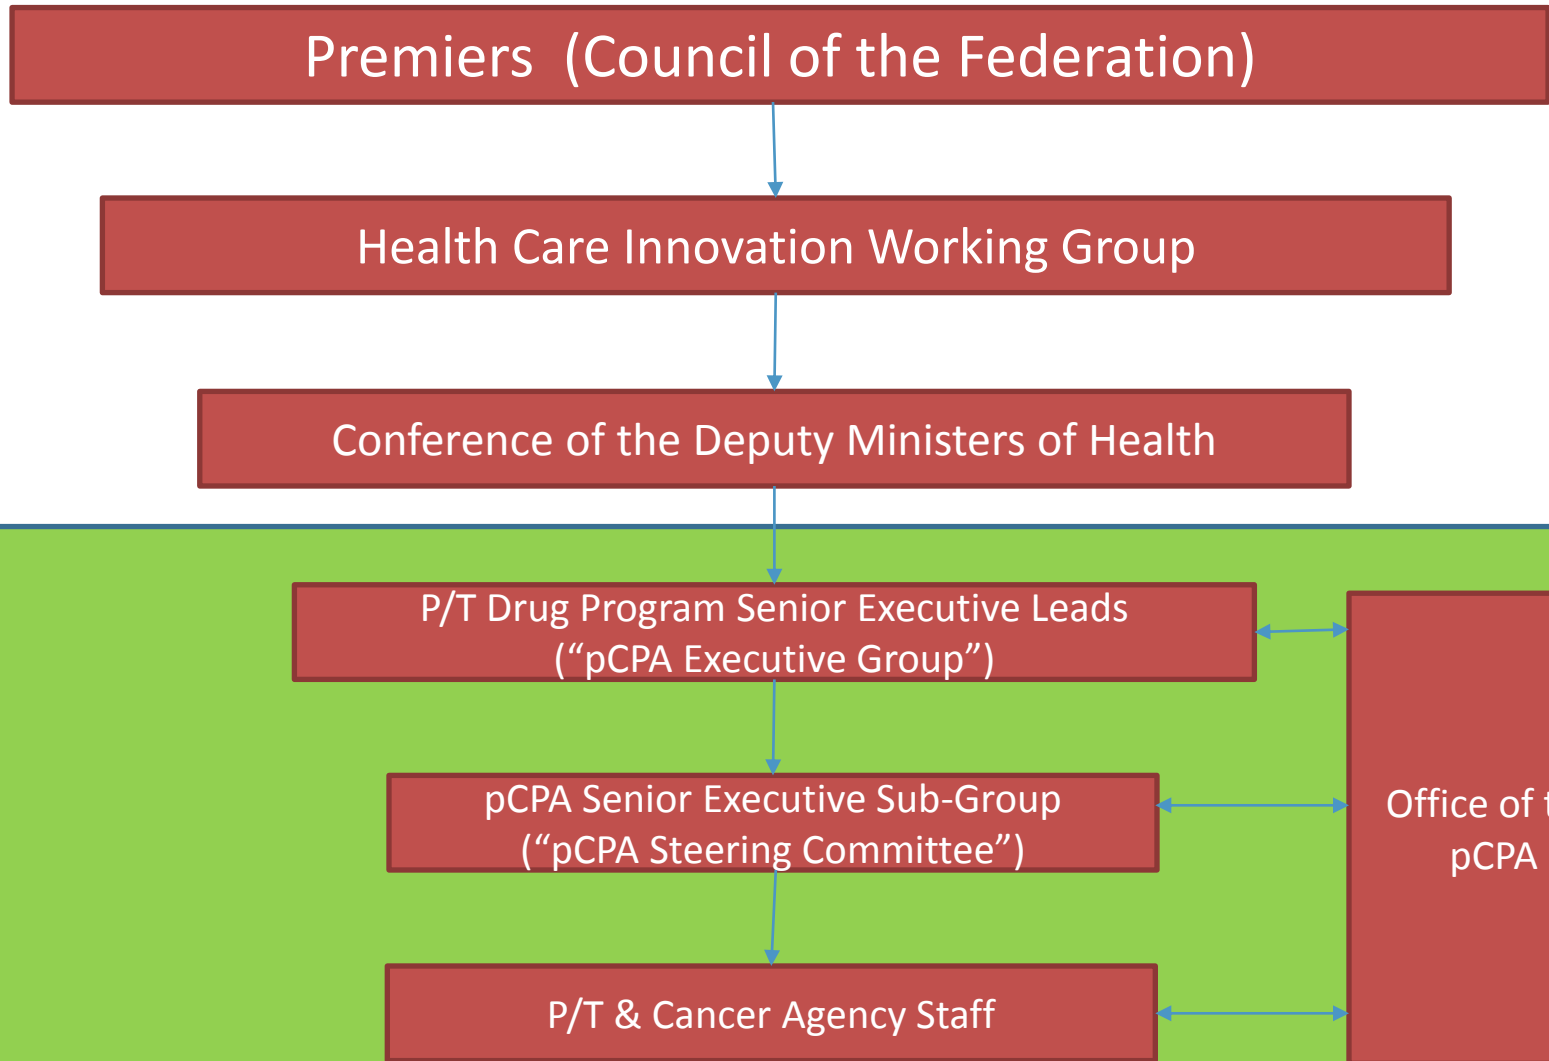 Premiers (Council of the Federation)
Health Care Innovation Working Group
Conference of the Deputy Ministers of Health
P/T Drug Program Senior Executive Leads
(“pCPA Executive Group”)
pCPA Senior Executive Sub-Group
(“pCPA Steering Committee”)
Office of
pCPA
P/T & Cancer Agency Staff